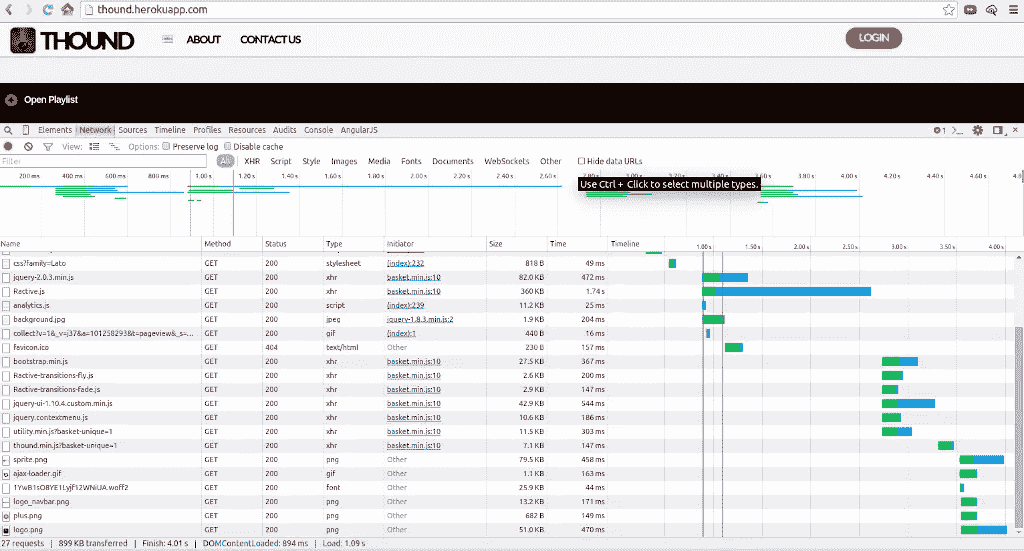 thound.herokuapp.com
THOUND ABOUT CONTACT US LOGIN
Open Playlist
Elements Network Sources Timeline Profiles Resources Audits Console AngularJS 1
View: Options: Preserve log Disable cache
Filter All XHR Script Style Images Media Fonts Documents WebSockets Other Hide data URLs
200 ms 400 ms 600 ms 800 ms 1.00 s 1.20 s 1.40 s 1.60 s 1.80 s 2.00 s 2.20 s 2.40 s 2.60 s 2.80 s 3.00 s 3.20 s 3.40 s 3.60 s 3.80 s 4.00 s 4.20 s 4.40 s 4.60 s
Use Ctrl + Click to select multiple types.
Name Method Status Type Initiator Size Time Timeline 1.00 s 1.50 s 2.00 s 2.50 s 3.00 s 3.50 s 4.00 s
css?family=Lato GET 200 stylesheet (index):232 818 B 49 ms
jquery-2.0.3.min.js GET 200 xhr basket.min.js:10 82.0 KB 472 ms
Ractive.js GET 200 xhr basket.min.js:10 360 KB 1.74 s
analytics.js GET 200 script (index):239 11.2 KB 25 ms
background.jpg GET 200 jpeg jquery-1.8.3.min.js:2 1.9 KB 204 ms
collect?v=1&_v=j37&a=101258293&t=pageview&_s=... GET 200 gif (index):1 440 B 16 ms
favicon.ico GET 404 text/html Other 230 B 157 ms
bootstrap.min.js GET 200 xhr basket.min.js:10 27.5 KB 367 ms
Ractive-transitions-fly.js GET 200 xhr basket.min.js:10 2.6 KB 200 ms
Ractive-transitions-fade.js GET 200 xhr basket.min.js:10 2.9 KB 147 ms
jquery-ui-1.10.4.custom.min.js GET 200 xhr basket.min.js:10 42.9 KB 544 ms
jquery.contextmenu.js GET 200 xhr basket.min.js:10 10.6 KB 186 ms
utility.min.js?basket-unique=1 GET 200 xhr basket.min.js:10 11.5 KB 303 ms
thound.min.js?basket-unique=1 GET 200 xhr basket.min.js:10 7.1 KB 147 ms
sprite.png GET 200 png Other 79.5 KB 458 ms
ajax-loader.gif GET 200 gif Other 1.1 KB 163 ms
GET 200 font Other 25.9 KB 44 ms
logo_navbar.png GET 200 png Other 13.2 KB 171 ms
plus.png GET 200 png Other 682 B 149 ms
logo.png GET 200 png Other 51.0 KB 470 ms
27 requests | 899 KB transferred | Finish: 4.01 s | DOMContentLoaded: 894 ms | Load: 1.09 s